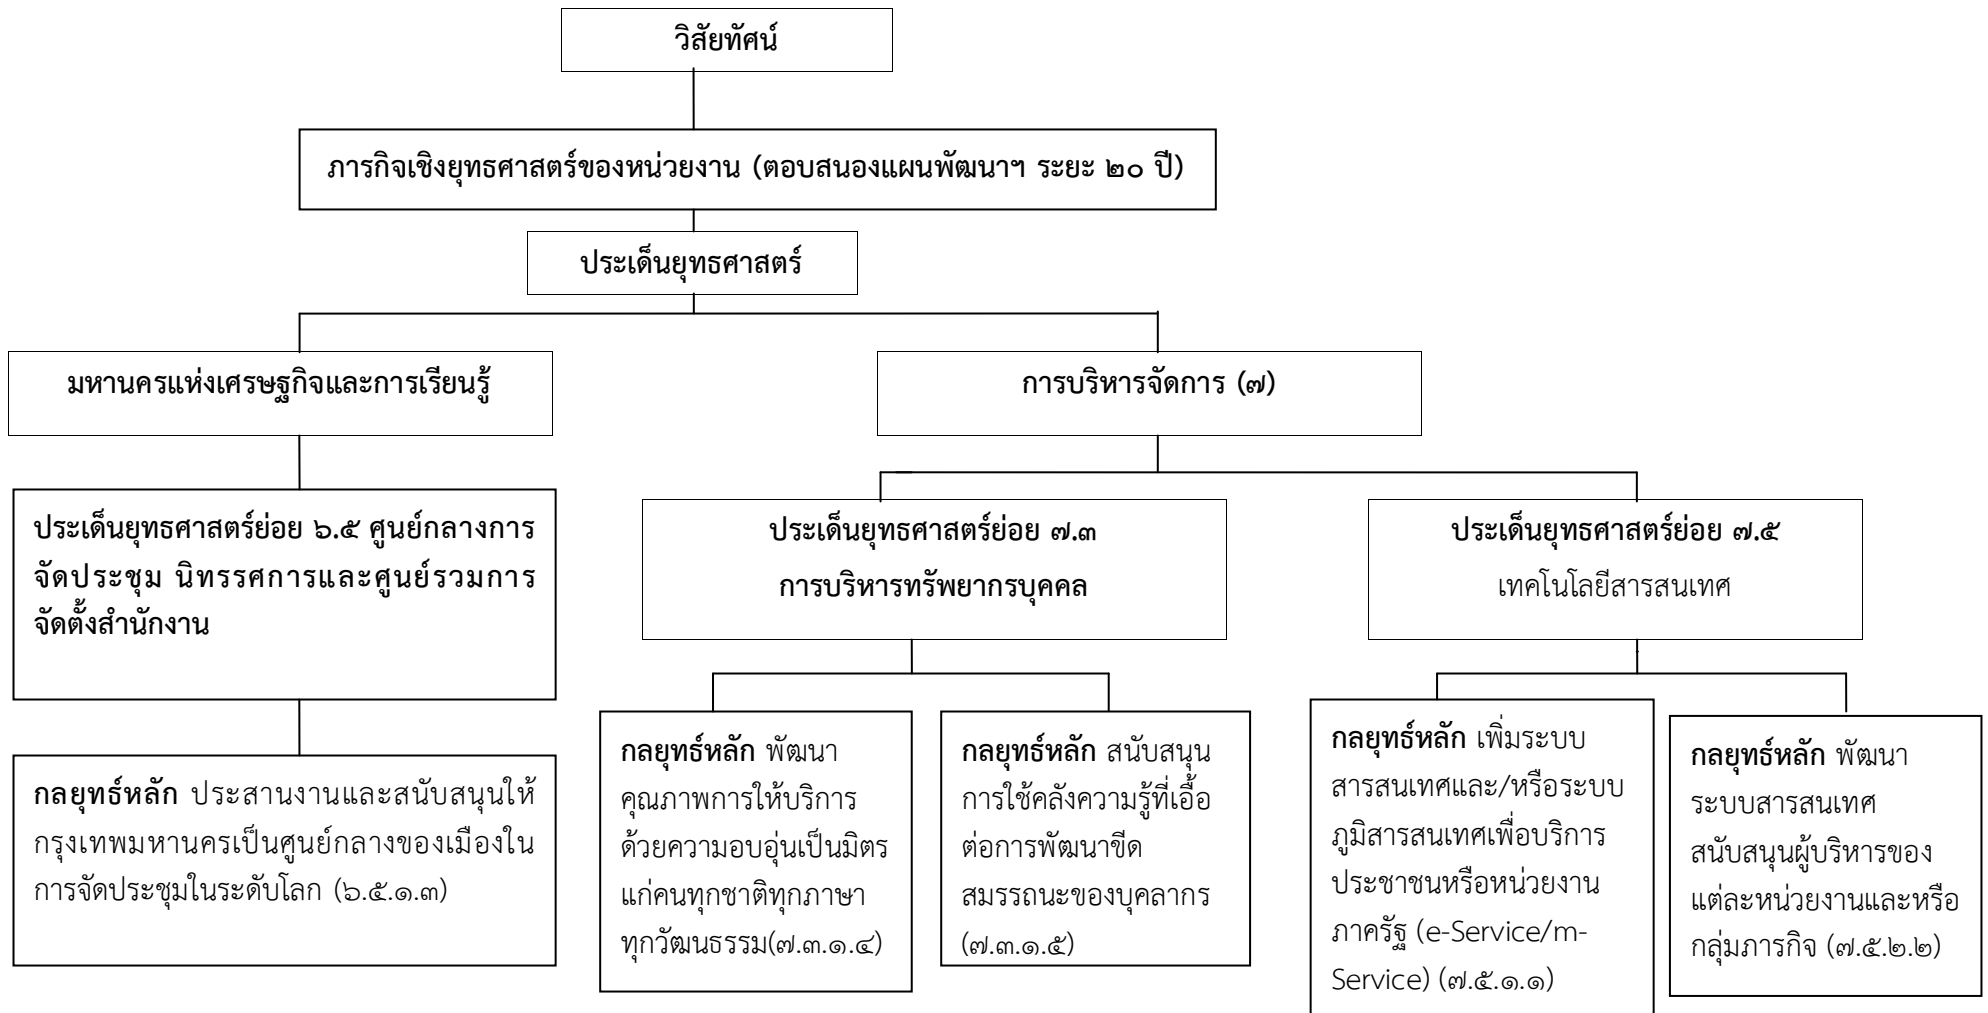 วิสัยทัศน์
ภารกิจเชิงยุทธศาสตร์ของหน่วยงาน (ตอบสนองแผนพัฒนาฯ ระยะ ๒๐ ปี)
ประเด็นยุทธศาสตร์
มหานครแห่งเศรษฐกิจและการเรียนรู้
การบริหารจัดการ (๗)
ประเด็นยุทธศาสตร์ย่อย ๖.๕ ศูนย์กลางการ
จัดประชุม นิทรรศการและศูนย์รวมการ
จัดตั้งสำนักงาน
ประเด็นยุทธศาสตร์ย่อย ๗.๓
การบริหารทรัพยากรบุคคล
ประเด็นยุทธศาสตร์ย่อย ๗.๕
เทคโนโลยีสารสนเทศ
กลยุทธ์หลัก ประสานงานและสนับสนุนให้
กรุงเทพมหานครเป็นศูนย์กลางของเมืองใน
การจัดประชุมในระดับโลก (๖.๕.๑.๓)
กลยุทธ์หลัก พัฒนา
คุณภาพการให้บริการ
ด้วยความอบอุ่นเป็นมิตร
แก่คนทุกชาติทุกภาษา
ทุกวัฒนธรรม(๗.๓.๑.๔)
กลยุทธ์หลัก สนับสนุน
การใช้คลังความรู้ที่เอื้อ
ต่อการพัฒนาขีด
สมรรถนะของบุคลากร
(๗.๓.๑.๕)
กลยุทธ์หลัก เพิ่มระบบ
สารสนเทศและ/หรือระบบ
ภูมิสารสนเทศเพื่อบริการ
ประชาชนหรือหน่วยงาน
ภาครัฐ (e-Service/m-
Service) (๗.๕.๑.๑)
กลยุทธ์หลัก พัฒนา
ระบบสารสนเทศ
สนับสนุนผู้บริหารของ
แต่ละหน่วยงานและหรือ
กลุ่มภารกิจ (๗.๕.๒.๒)